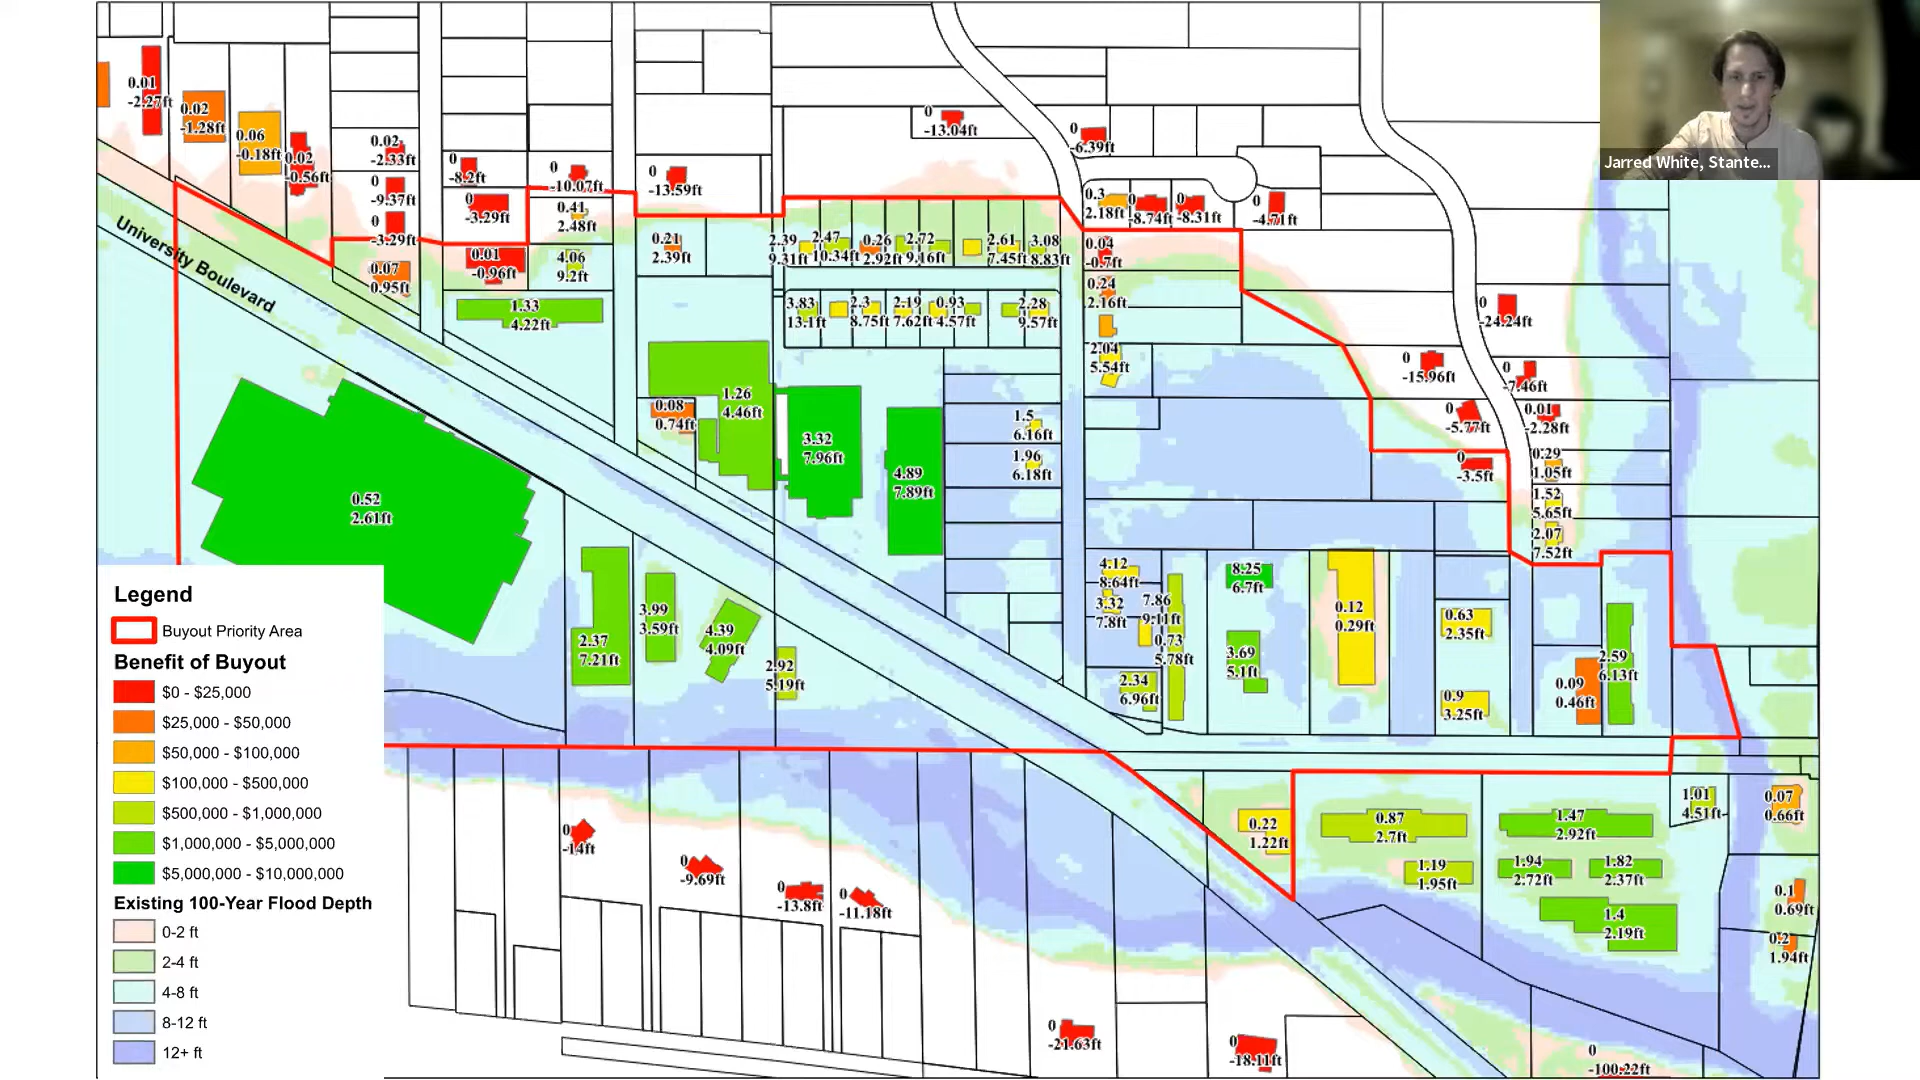 Jarred White, Stante...
0.01
-2.27ft
0.02
-1.28ft
0.06
-0.18ft
0.02
-0.56ft
0.02
-2.33ft
0
-9.37ft
0
-3.29ft
0
-8.2ft
0
-3.29ft
0
-10.07ft
0.41
2.48ft
0
-13.59ft
0
-13.04ft
0
-6.39ft
0.3
2.18ft
0
-8.74ft
0
-8.31ft
0
-4.71ft
University Boulevard
0.07
0.95ft
0.01
-0.96ft
4.06
9.2ft
0.21
2.39ft
2.39
9.31ft
2.47
10.34ft
0.26
2.92ft
2.72
9.16ft
2.61
7.45ft
3.08
8.83ft
0.04
-0.7ft
0.24
2.16ft
1.33
4.22ft
3.83
13.1ft
2.3
8.75ft
2.19
7.62ft
0.93
4.57ft
2.28
9.57ft
2.04
5.54ft
0
-24.24ft
0
-15.96ft
0
-7.46ft
0
-5.77ft
0.01
-2.28ft
0
-3.5ft
0.29
1.05ft
1.52
5.65ft
2.07
7.52ft
1.26
4.46ft
0.08
0.74ft
3.32
7.96ft
4.89
7.89ft
1.5
6.16ft
1.96
6.18ft
0.52
2.61ft
2.37
7.21ft
3.99
3.59ft
4.39
4.09ft
2.92
5.19ft
4.12
8.64ft
3.32
7.8ft
7.86
9.11ft
0.73
5.78ft
2.34
6.96ft
8.25
6.7ft
3.69
5.1ft
0.12
0.29ft
0.63
2.35ft
0.9
3.25ft
0.09
0.46ft
2.59
6.13ft
0.22
1.22ft
0.87
2.7ft
1.19
1.95ft
1.47
2.92ft
1.94
2.72ft
1.82
2.37ft
1.4
2.19ft
1.01
4.51ft
0.07
0.66ft
0.1
0.69ft
0.2
1.94ft
0
-14ft
0
-9.69ft
0
-13.8ft
0
-11.18ft
0
-21.63ft
0
-18.11ft
0
-100.22ft
Legend
Buyout Priority Area
Benefit of Buyout
$0 - $25,000
$25,000 - $50,000
$50,000 - $100,000
$100,000 - $500,000
$500,000 - $1,000,000
$1,000,000 - $5,000,000
$5,000,000 - $10,000,000
Existing 100-Year Flood Depth
0-2 ft
2-4 ft
4-8 ft
8-12 ft
12+ ft